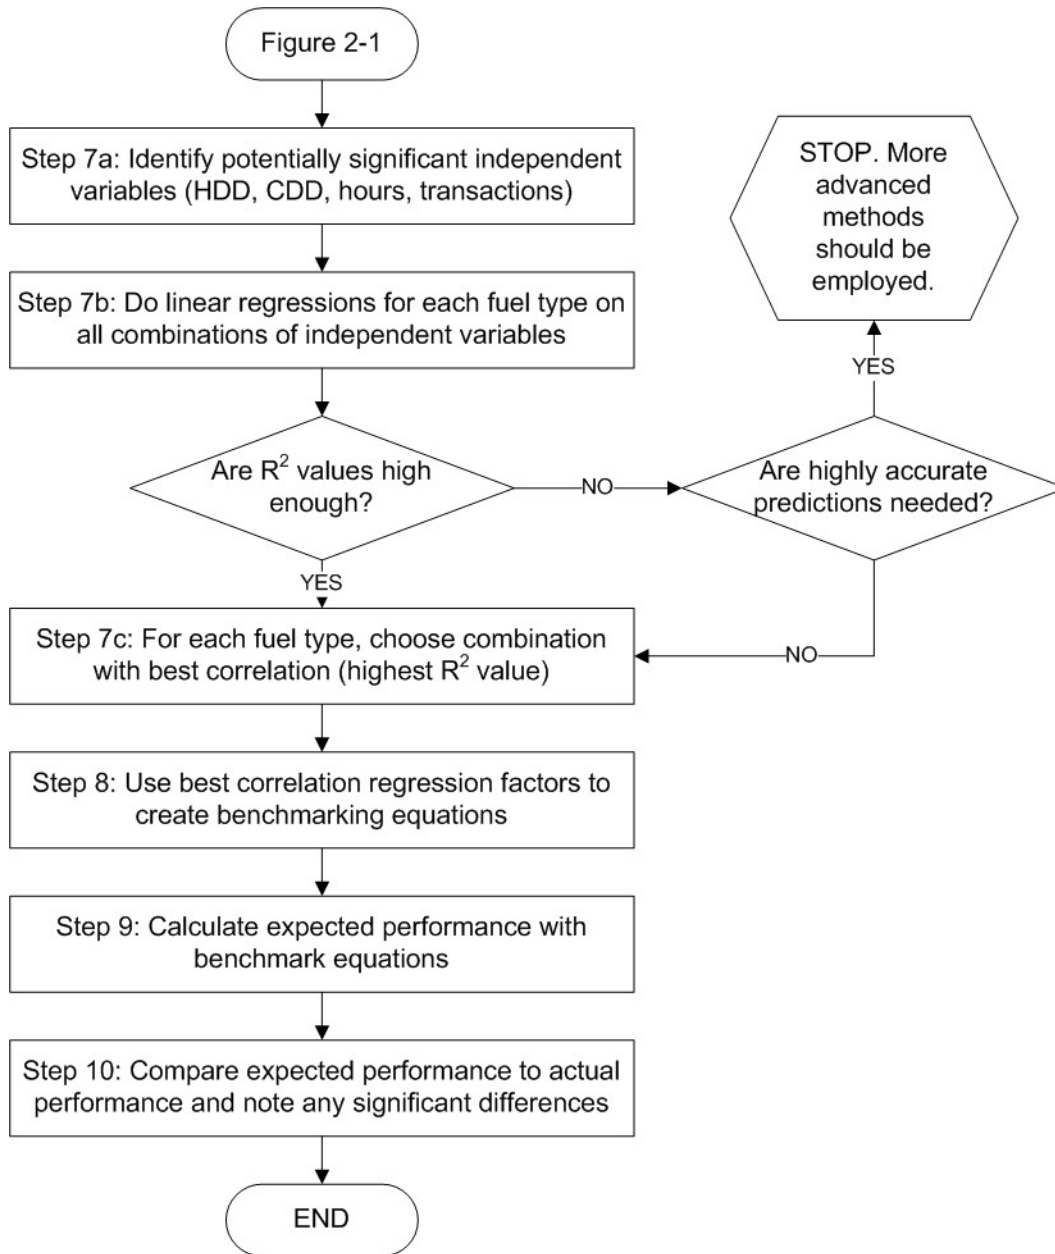 Figure 2-1
Step 7a: Identify potentially significant independent
variables (HDD, CDD, hours, transactions)
STOP. More
advanced
methods
should be
employed.
Step 7b: Do linear regressions for each fuel type on
all combinations of independent variables
YES
Are R² values high
enough?
NO
Are highly accurate
predictions needed?
YES
Step 7c: For each fuel type, choose combination
with best correlation (highest R² value)
NO
Step 8: Use best correlation regression factors to
create benchmarking equations
Step 9: Calculate expected performance with
benchmark equations
Step 10: Compare expected performance to actual
performance and note any significant differences
END